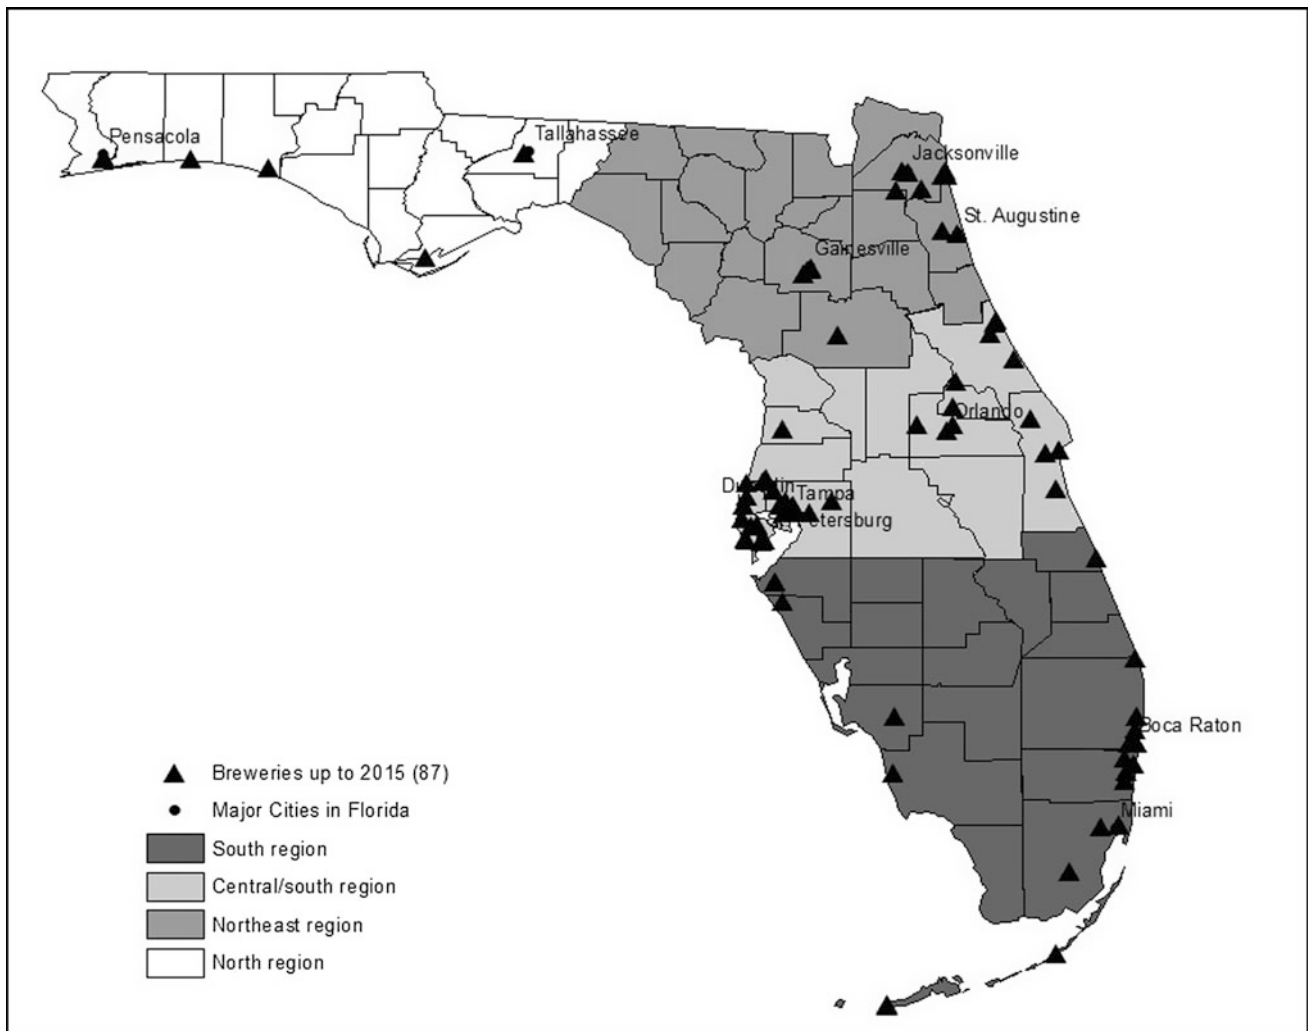 Pensacola
Tallahassee
Jacksonville
St. Augustine
Gainesville
Orlando
Tampa
Petersburg
Boca Raton
Miami
Breweries up to 2015 (87)
Major Cities in Florida
South region
Central/south region
Northeast region
North region